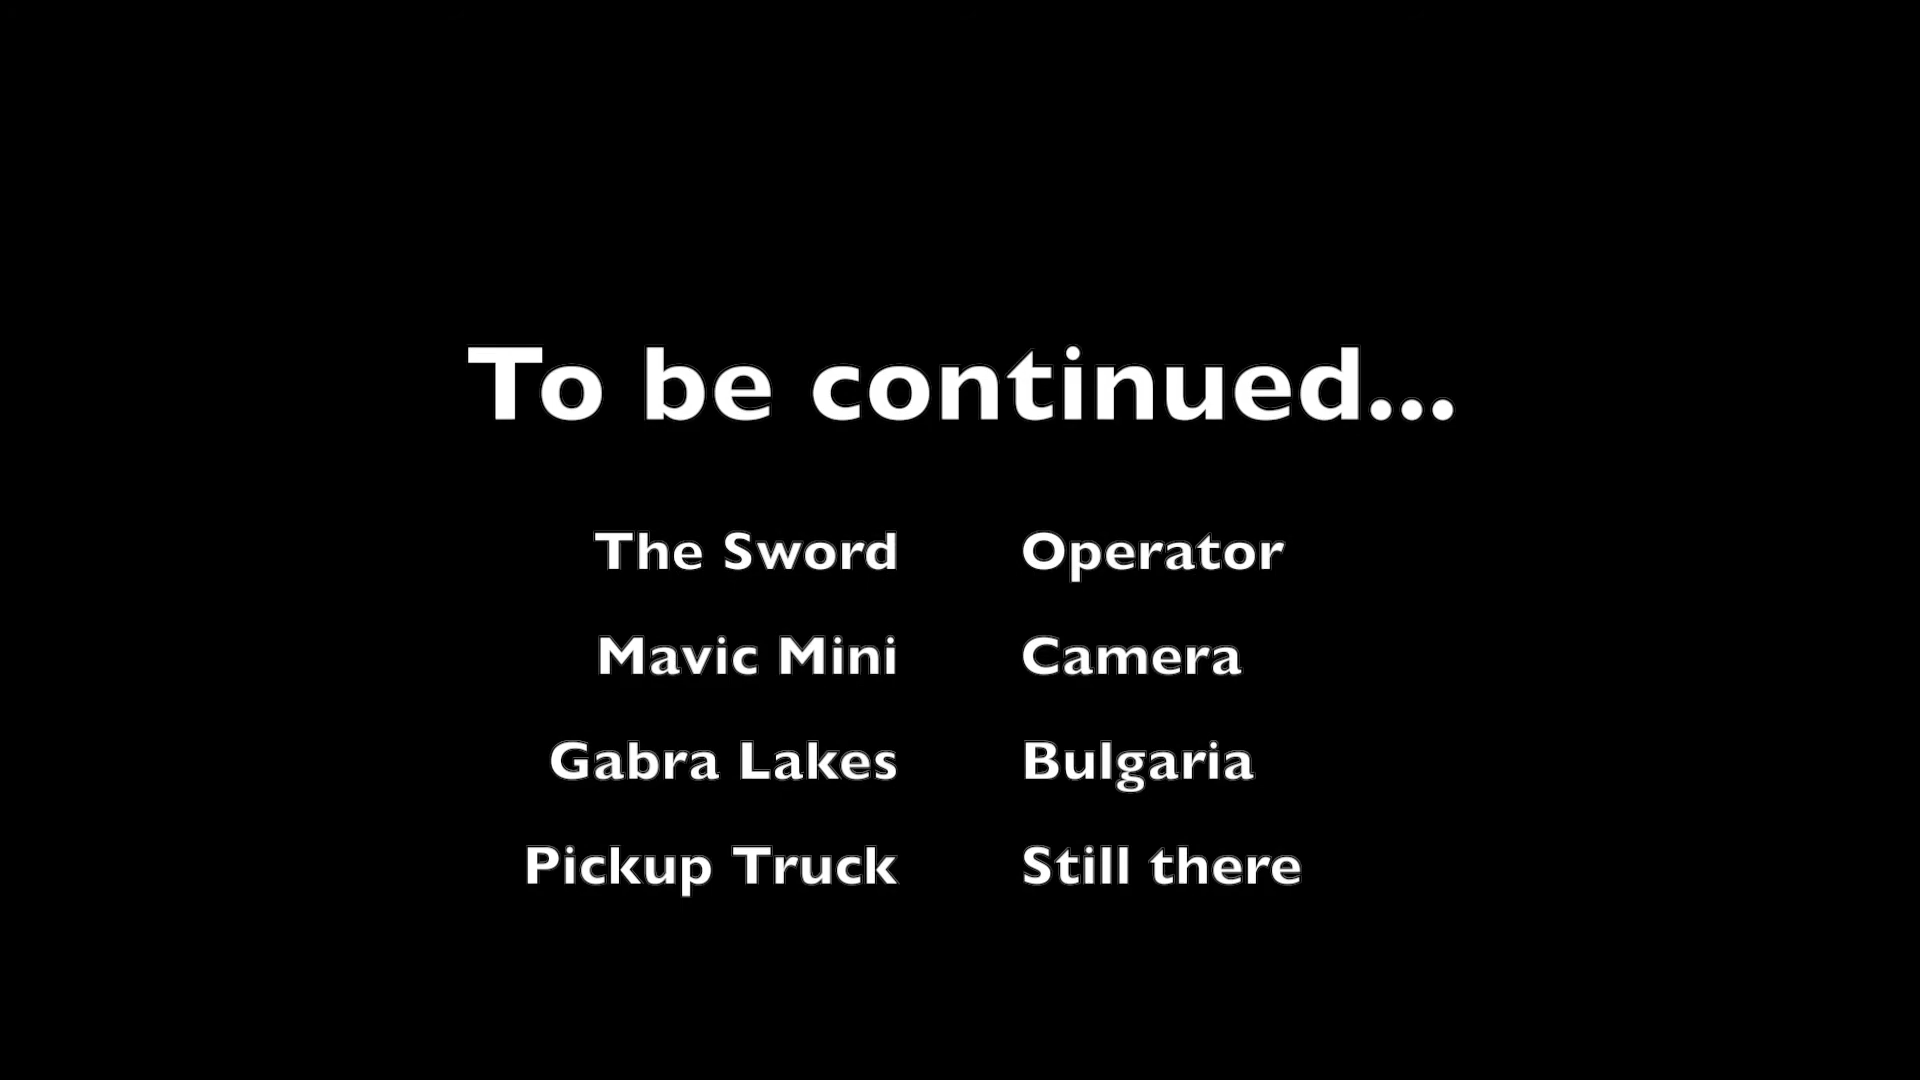 To be continued...
The Sword Operator
Mavic Mini Camera
Gabra Lakes Bulgaria
Pickup Truck Still there